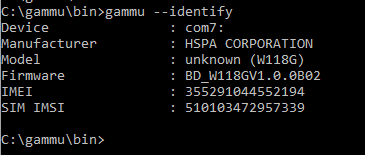 C:\gammu\bin>gammu --identify
Device               : com7:
Manufacturer         : HSPA CORPORATION
Model                : unknown (W118G)
Firmware             : BD_W118GV1.0.0B02
IMEI                 : 355291044552194
SIM IMSI             : 510103472957339
C:\gammu\bin>